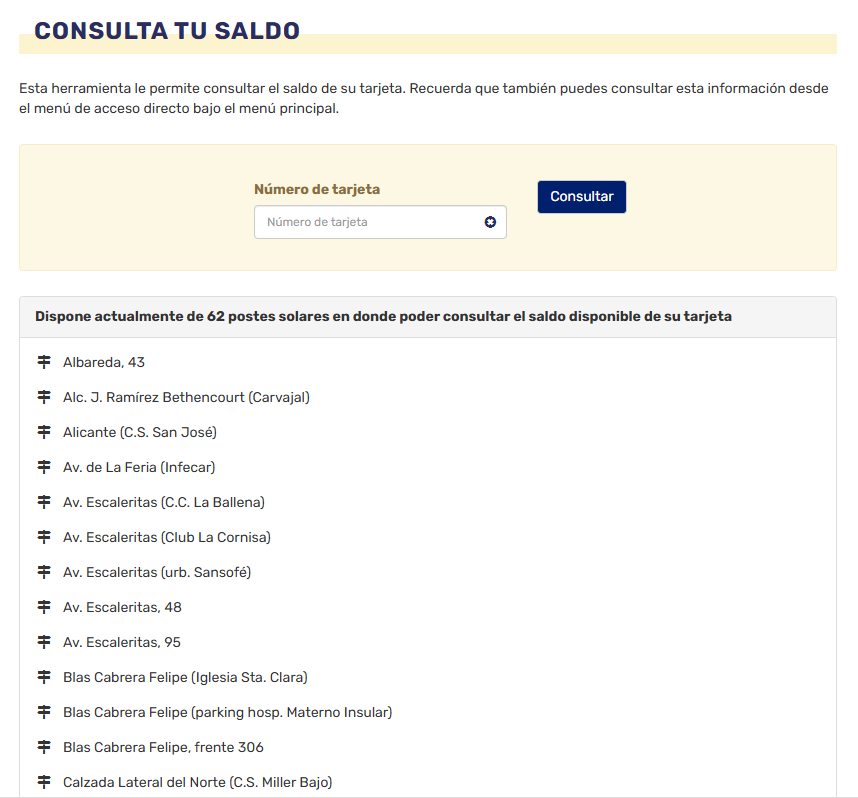 CONSULTA TU SALDO
Esta herramienta le permite consultar el saldo de su tarjeta. Recuerda que también puedes consultar esta información desde
el menú de acceso directo bajo el menú principal.
Número de tarjeta
Consultar
Número de tarjeta
Dispone actualmente de 62 postes solares en donde poder consultar el saldo disponible de su tarjeta
Albareda, 43
Alc. J. Ramírez Bethencourt (Carvajal)
Alicante (C.S. San José)
Av. de La Feria (Infecar)
Av. Escaleritas (C.C. La Ballena)
Av. Escaleritas (Club La Cornisa)
Av. Escaleritas (urb. Sansofé)
Av. Escaleritas, 48
Av. Escaleritas, 95
Blas Cabrera Felipe (Iglesia Sta. Clara)
Blas Cabrera Felipe (parking hosp. Materno Insular)
Blas Cabrera Felipe, frente 306
Calzada Lateral del Norte (C.S. Miller Bajo)